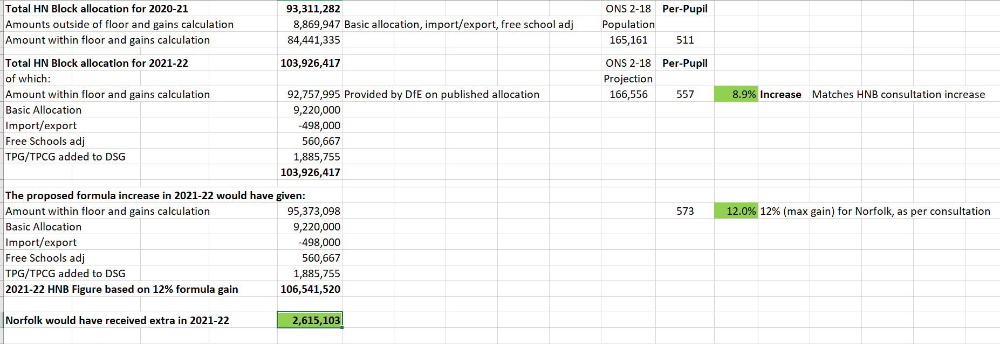 Total HN Block allocation for 2020-21 93,311,282 ONS 2-18 Per-Pupil
Amounts outside of floor and gains calculation 8,869,947 Basic allocation, import/export, free school adj Population
Amount within floor and gains calculation 84,441,335 165,161 511
Total HN Block allocation for 2021-22 103,926,417 ONS 2-18 Per-Pupil
of which: Projection
Amount within floor and gains calculation 92,757,995 Provided by DfE on published allocation 166,556 557 8.9% Increase Matches HNB consultation increase
Basic Allocation 9,220,000
Import/export -498,000
Free Schools adj 560,667
TPG/TPCG added to DSG 1,885,755
103,926,417
The proposed formula increase in 2021-22 would have given:
Amount within floor and gains calculation 95,373,098 573 12.0% 12% (max gain) for Norfolk, as per consultation
Basic Allocation 9,220,000
Import/export -498,000
Free Schools adj 560,667
TPG/TPCG added to DSG 1,885,755
2021-22 HNB Figure based on 12% formula gain 106,541,520
Norfolk would have received extra in 2021-22 2,615,103